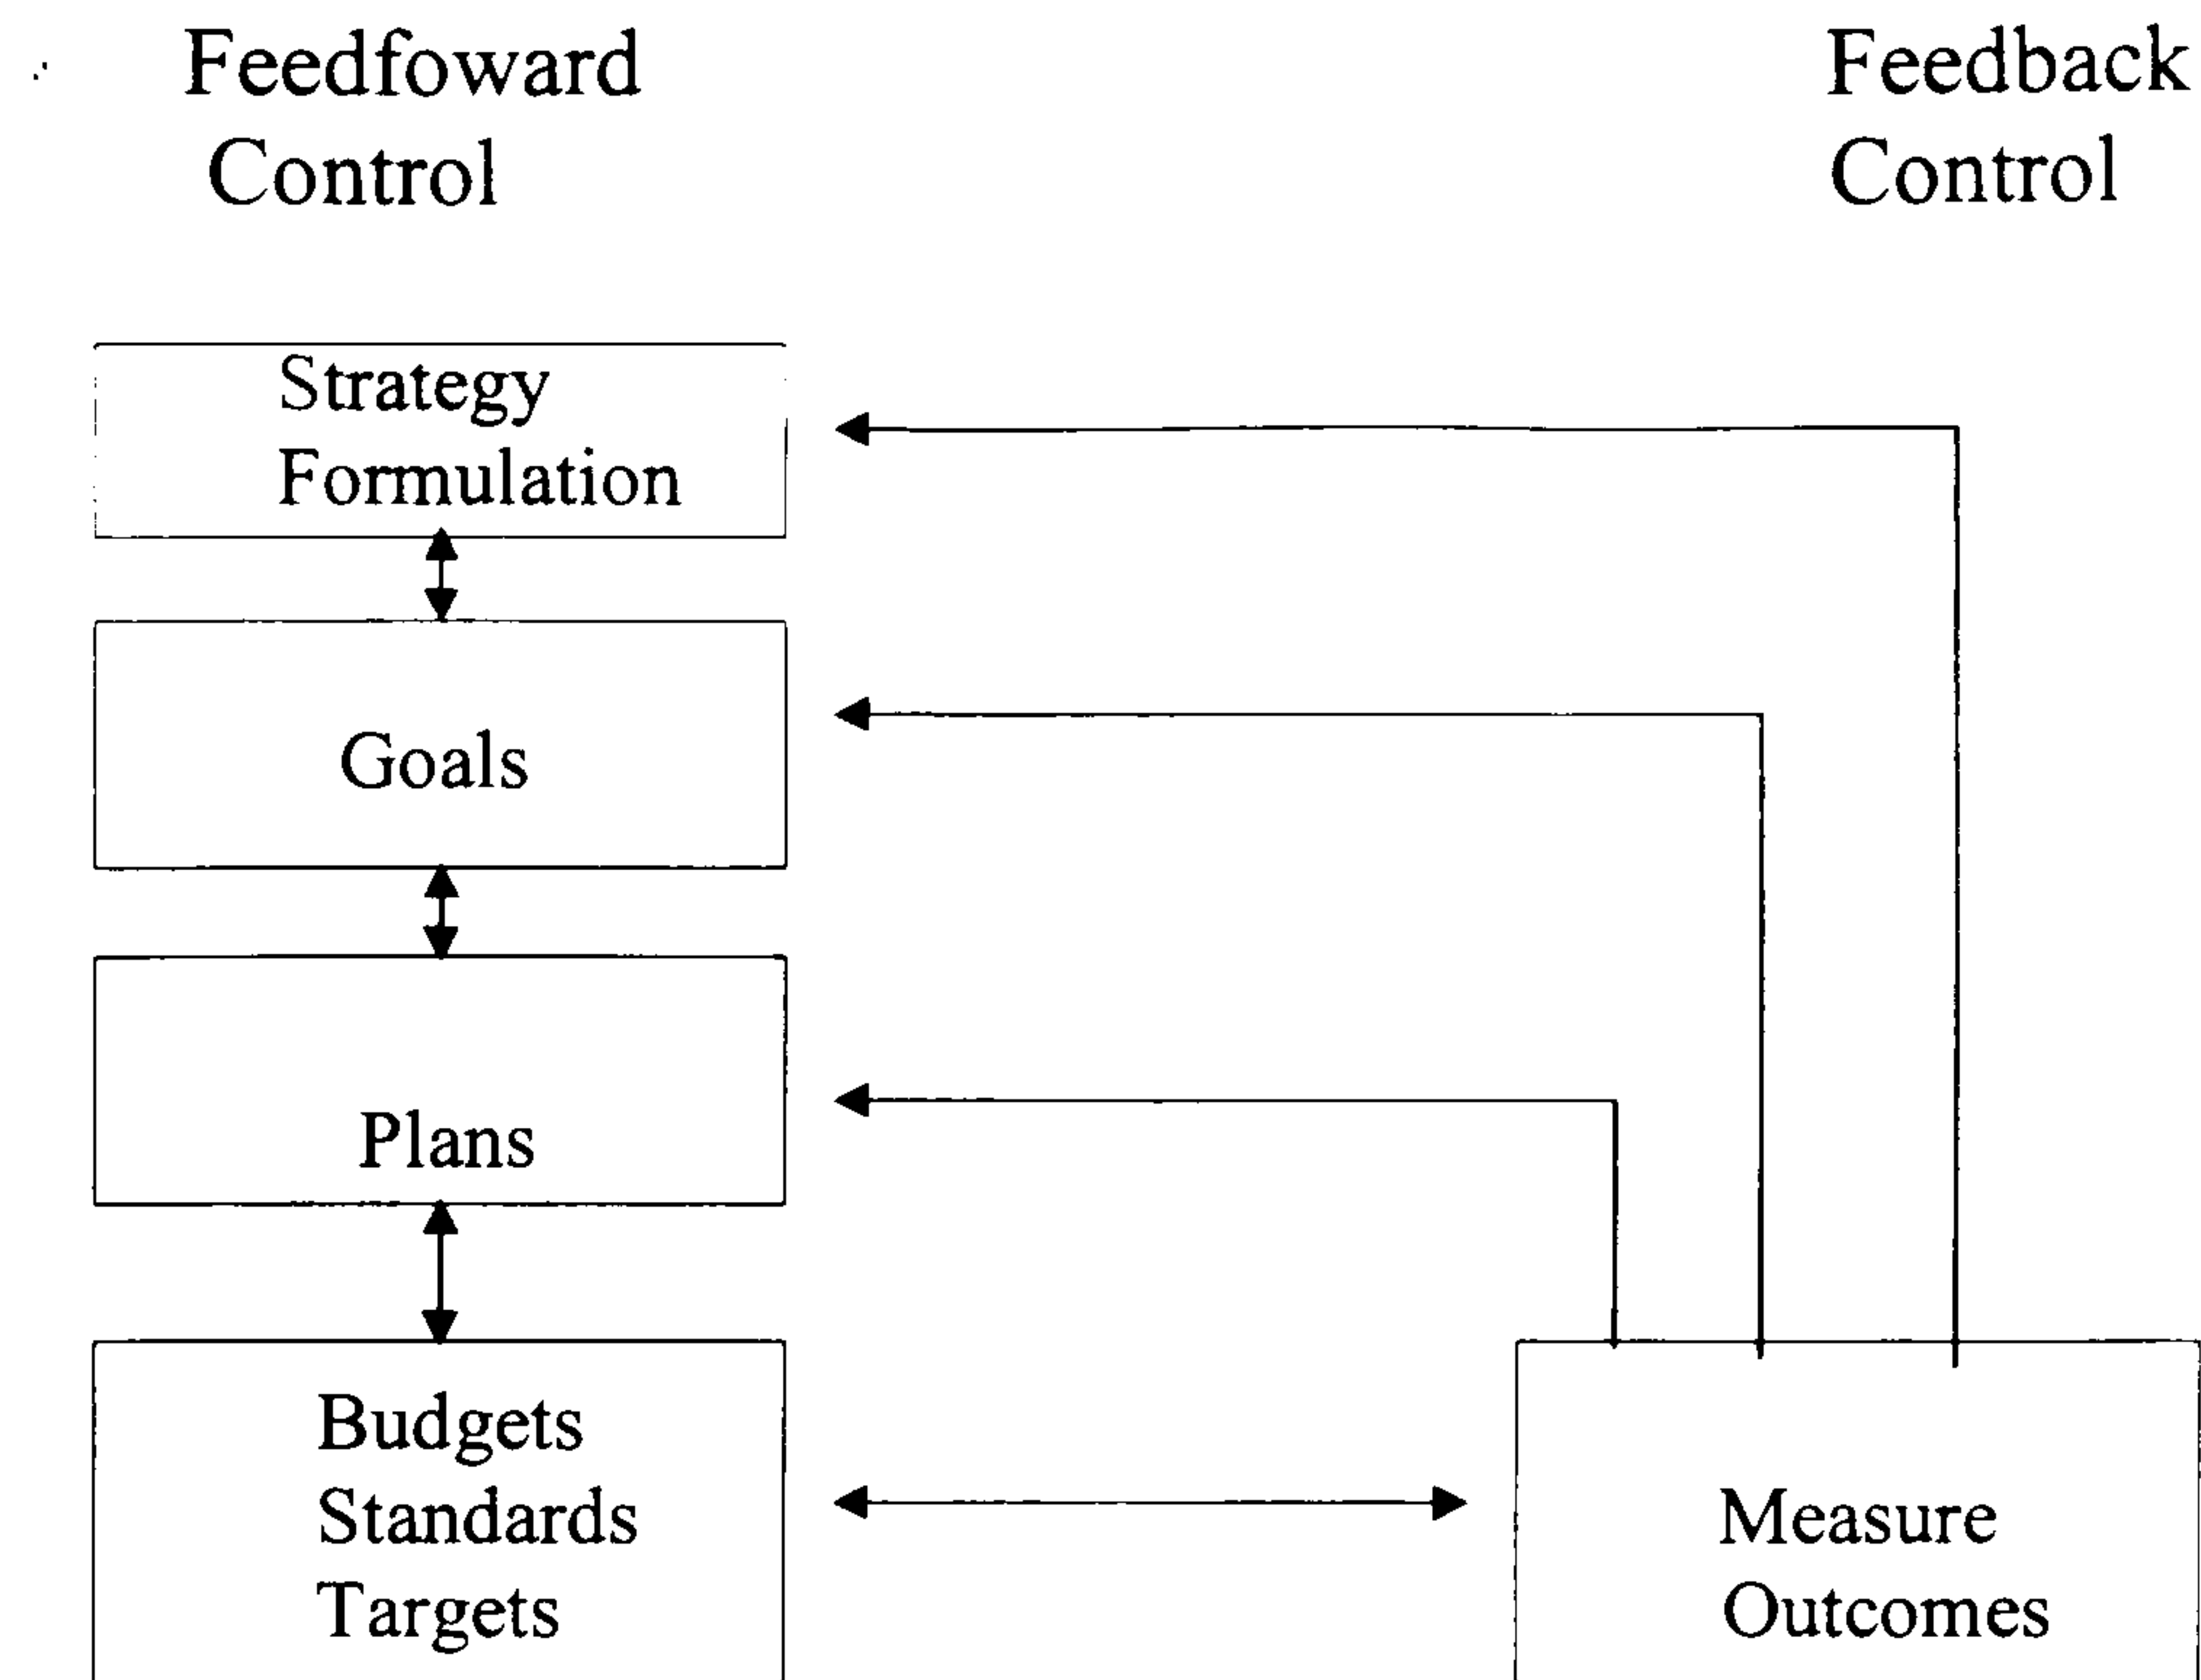 Feedfoward
Control
Feedback
Control
Strategy
Formulation
Goals
Plans
Budgets
Standards
Targets
Measure
Outcomes